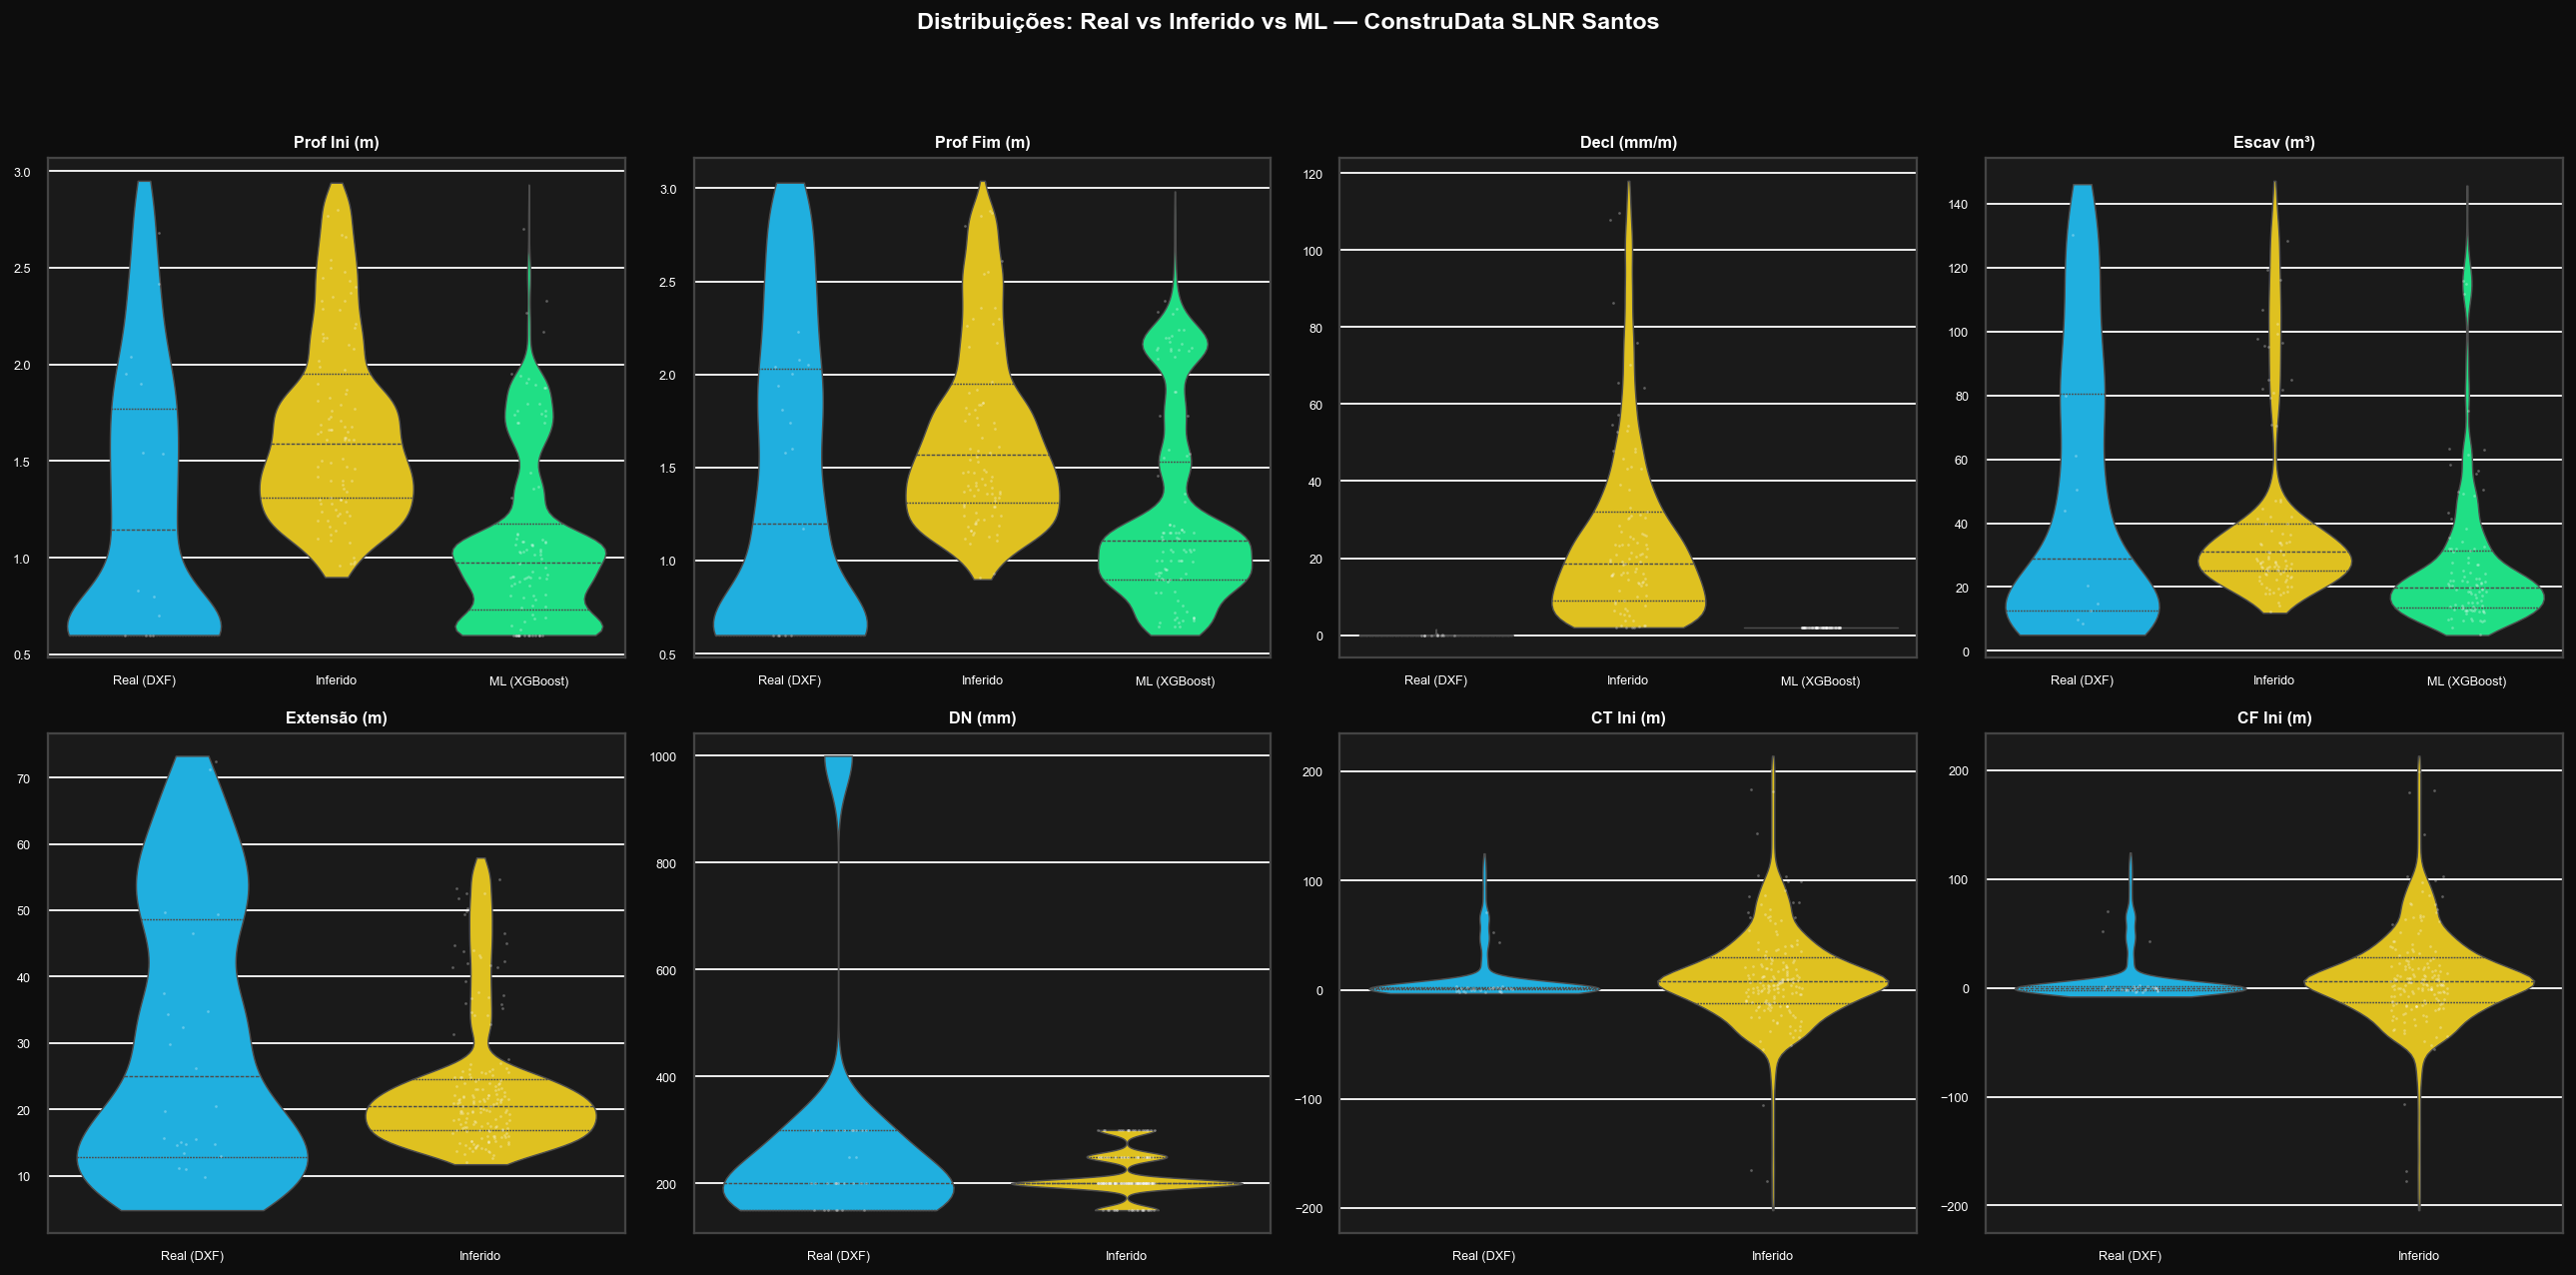 Distribuições: Real vs Inferido vs ML — ConstruData SLNR Santos
Prof Ini (m)
3.0
2.5
2.0
1.5
1.0
0.5
Real (DXF)
Inferido
ML (XGBoost)
Prof Fim (m)
3.0
2.5
2.0
1.5
1.0
0.5
Real (DXF)
Inferido
ML (XGBoost)
Decl (mm/m)
120
100
80
60
40
20
0
Real (DXF)
Inferido
ML (XGBoost)
Escav (m³)
140
120
100
80
60
40
20
0
Real (DXF)
Inferido
ML (XGBoost)
Extensão (m)
70
60
50
40
30
20
10
Real (DXF)
Inferido
DN (mm)
1000
800
600
400
200
Real (DXF)
Inferido
CT Ini (m)
200
100
0
−100
−200
Real (DXF)
Inferido
CF Ini (m)
200
100
0
−100
−200
Real (DXF)
Inferido